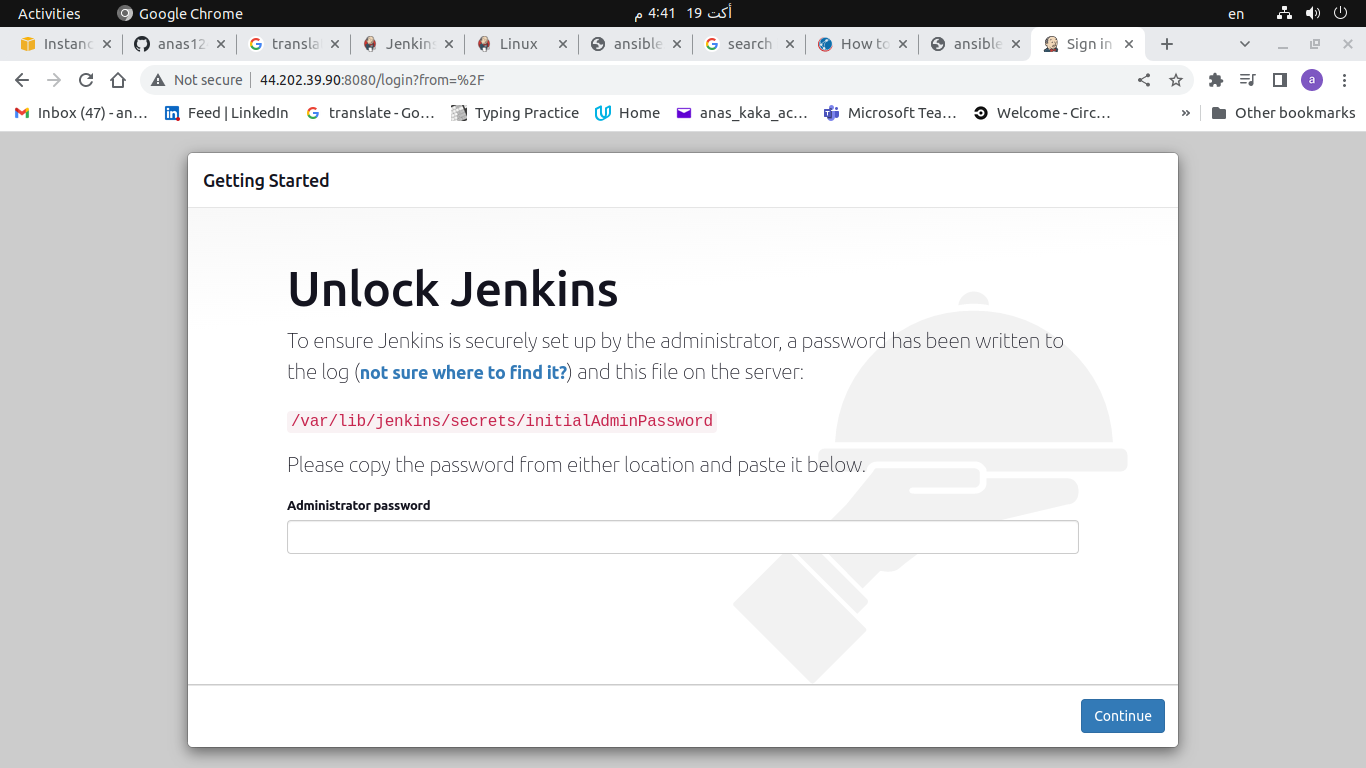 Activities
Google Chrome
أكت 19 4:41 م
en
Instanc
anas12
transla
Jenkins
Linux
ansible
search
How to
ansible
Sign in
Not secure
44.202.39.90:8080/login?from=%2F
a
Inbox (47) - an…
Feed | LinkedIn
translate - Go…
Typing Practice
Home
anas_kaka_ac…
Microsoft Tea…
Welcome - Circ…
»
Other bookmarks
Getting Started
Unlock Jenkins
To ensure Jenkins is securely set up by the administrator, a password has been written to
the log (not sure where to find it?) and this file on the server:
/var/lib/jenkins/secrets/initialAdminPassword
Please copy the password from either location and paste it below.
Administrator password
Continue